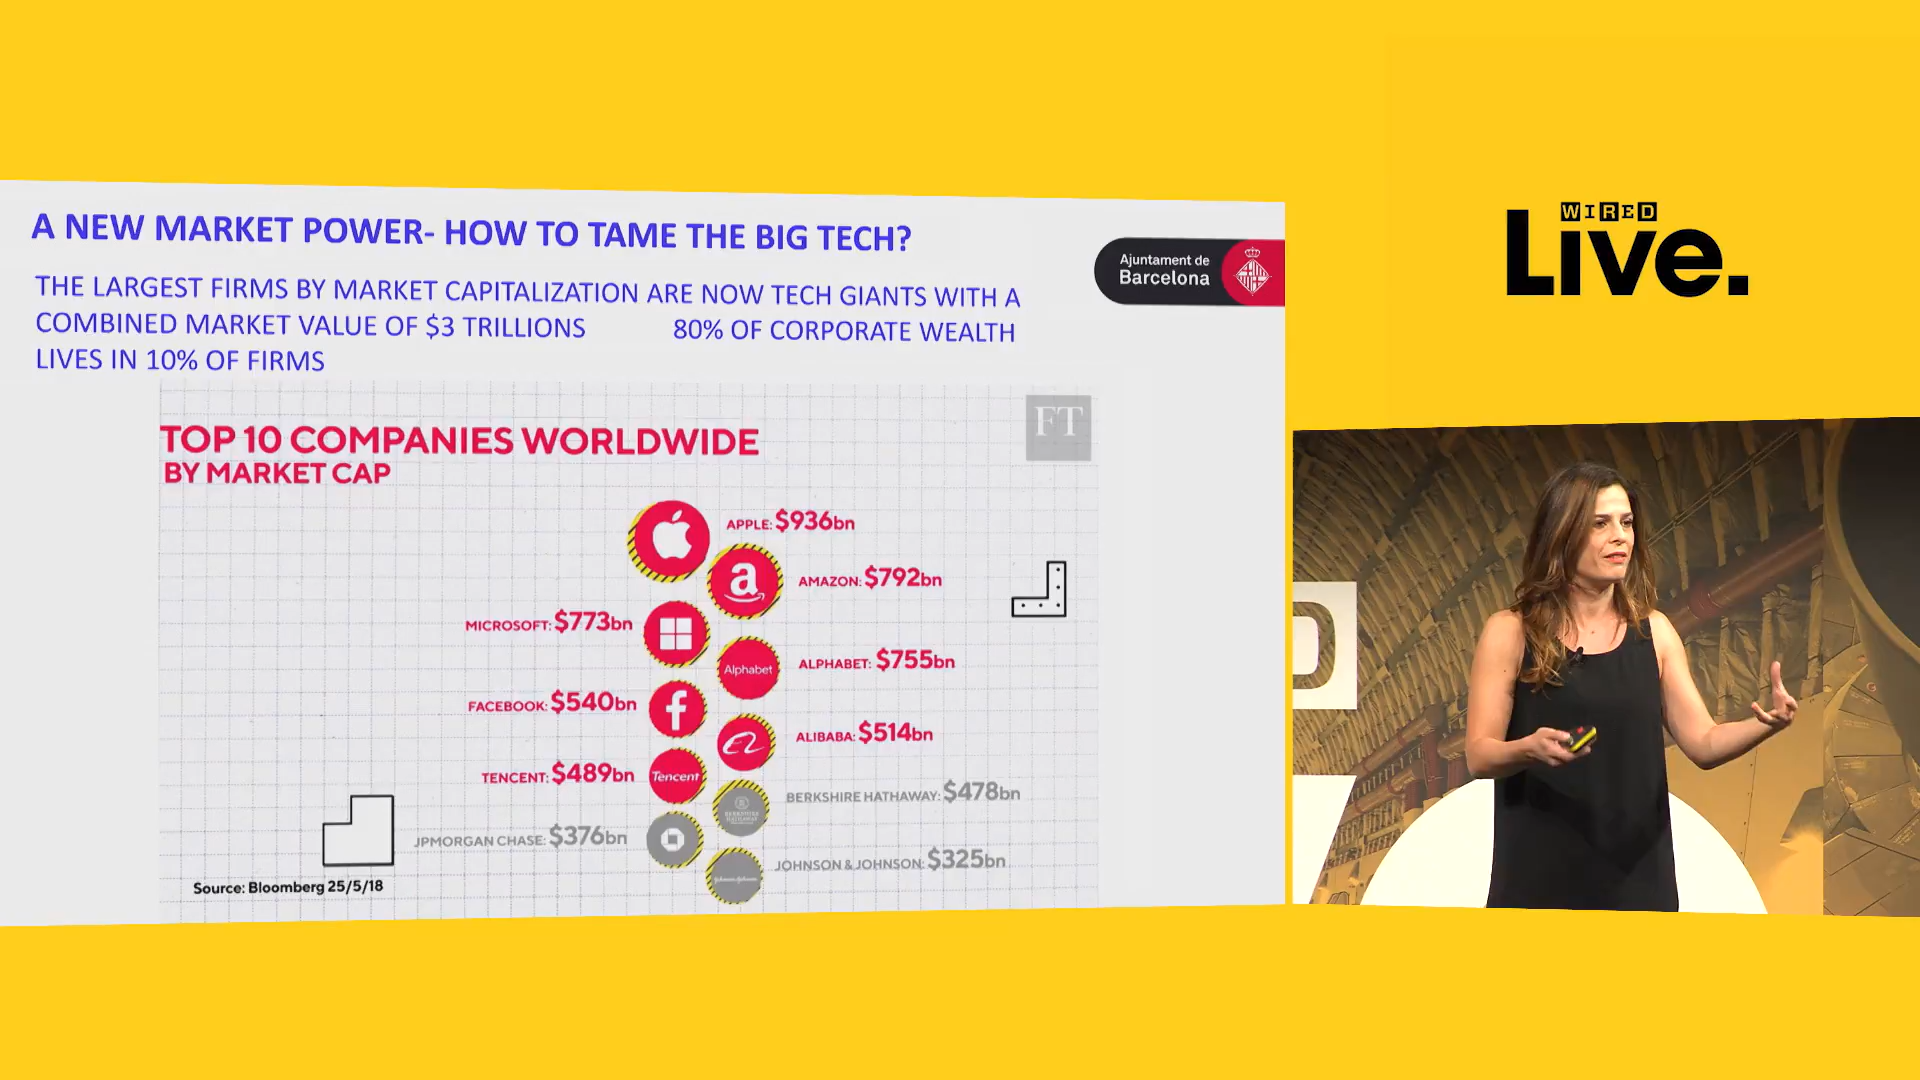 A NEW MARKET POWER- HOW TO TAME THE BIG TECH?
THE LARGEST FIRMS BY MARKET CAPITALIZATION ARE NOW TECH GIANTS WITH A
COMBINED MARKET VALUE OF $3 TRILLIONS 80% OF CORPORATE WEALTH
LIVES IN 10% OF FIRMS
Ajuntament de
Barcelona
WIRED
Live.
FT
TOP 10 COMPANIES WORLDWIDE
BY MARKET CAP
APPLE: $936bn
a
AMAZON: $792bn
MICROSOFT: $773bn
Alphabet
ALPHABET: $755bn
FACEBOOK: $540bn
f
ALIBABA: $514bn
TENCENT: $489bn
Tencent
BERKSHIRE HATHAWAY: $478bn
BERKSHIRE
HATHAWAY
JPMORGAN CHASE: $376bn
JOHNSON & JOHNSON: $325bn
Johnson & Johnson
Source: Bloomberg 25/5/18
D